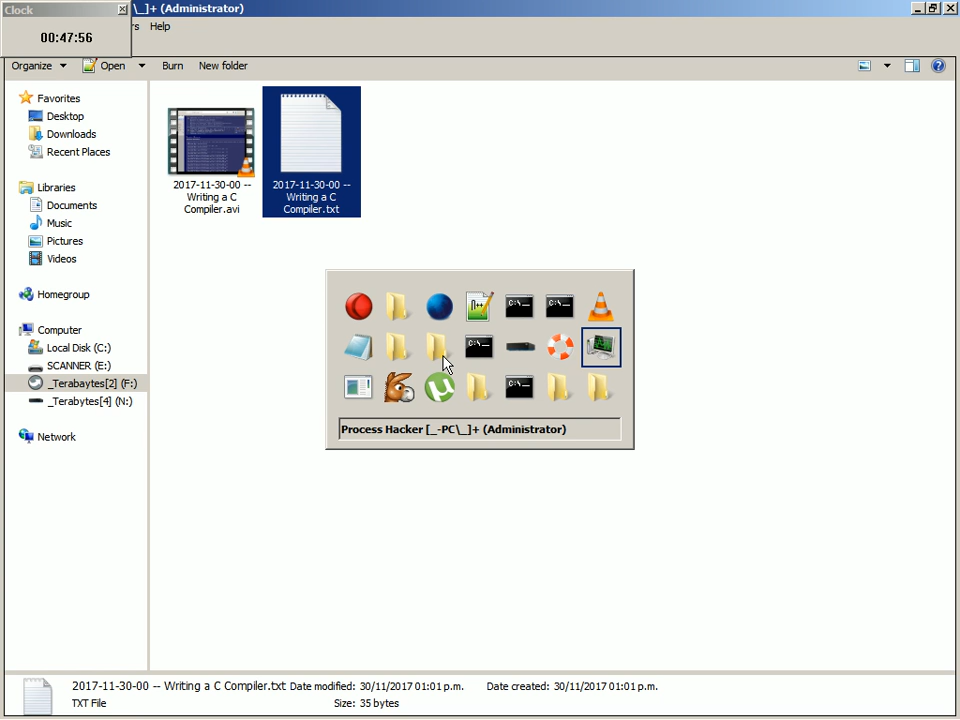 Clock
\_]+ (Administrator)
00:47:56
rs Help
Organize Open Burn New folder
Favorites
Desktop
Downloads
Recent Places
Libraries
Documents
Music
Pictures
Videos
Homegroup
Computer
Local Disk (C:)
SCANNER (E:)
_Terabaytes[2] (F:)
_Terabytes[4] (N:)
Network
2017-11-30-00 --
Writing a C
Compiler.avi
2017-11-30-00 --
Writing a C
Compiler.txt
Process Hacker [_-PC\_]+ (Administrator)
2017-11-30-00 -- Writing a C Compiler.txt Date modified: 30/11/2017 01:01 p.m. Date created: 30/11/2017 01:01 p.m.
TXT File Size: 35 bytes